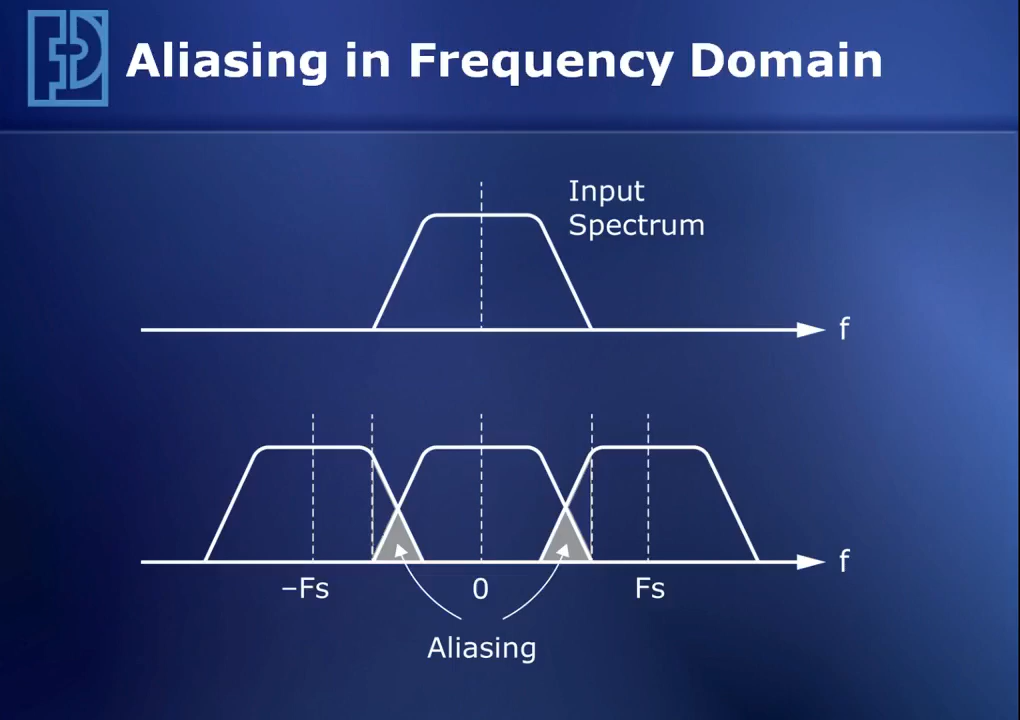 Aliasing in Frequency Domain
Input
Spectrum
f
f
–Fs
0
Fs
Aliasing